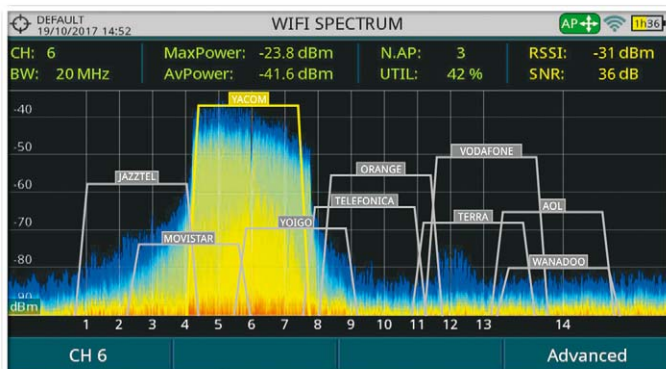 DEFAULT
19/10/2017 14:52
WIFI SPECTRUM
AP
1h36
CH: 6
MaxPower: -23.8 dBm
N.AP: 3
RSSI: -31 dBm
BW: 20 MHz
AvPower: -41.6 dBm
UTIL: 42 %
SNR: 36 dB
-40
YACOM
-50
VODAFONE
-60
JAZZTEL
ORANGE
TELEFONICA
AOL
-70
TERRA
MOVISTAR
YOIGO
-80
WANADOO
-90
dBm
1 2 3 4 5 6 7 8 9 10 11 12 13 14
CH 6
Advanced